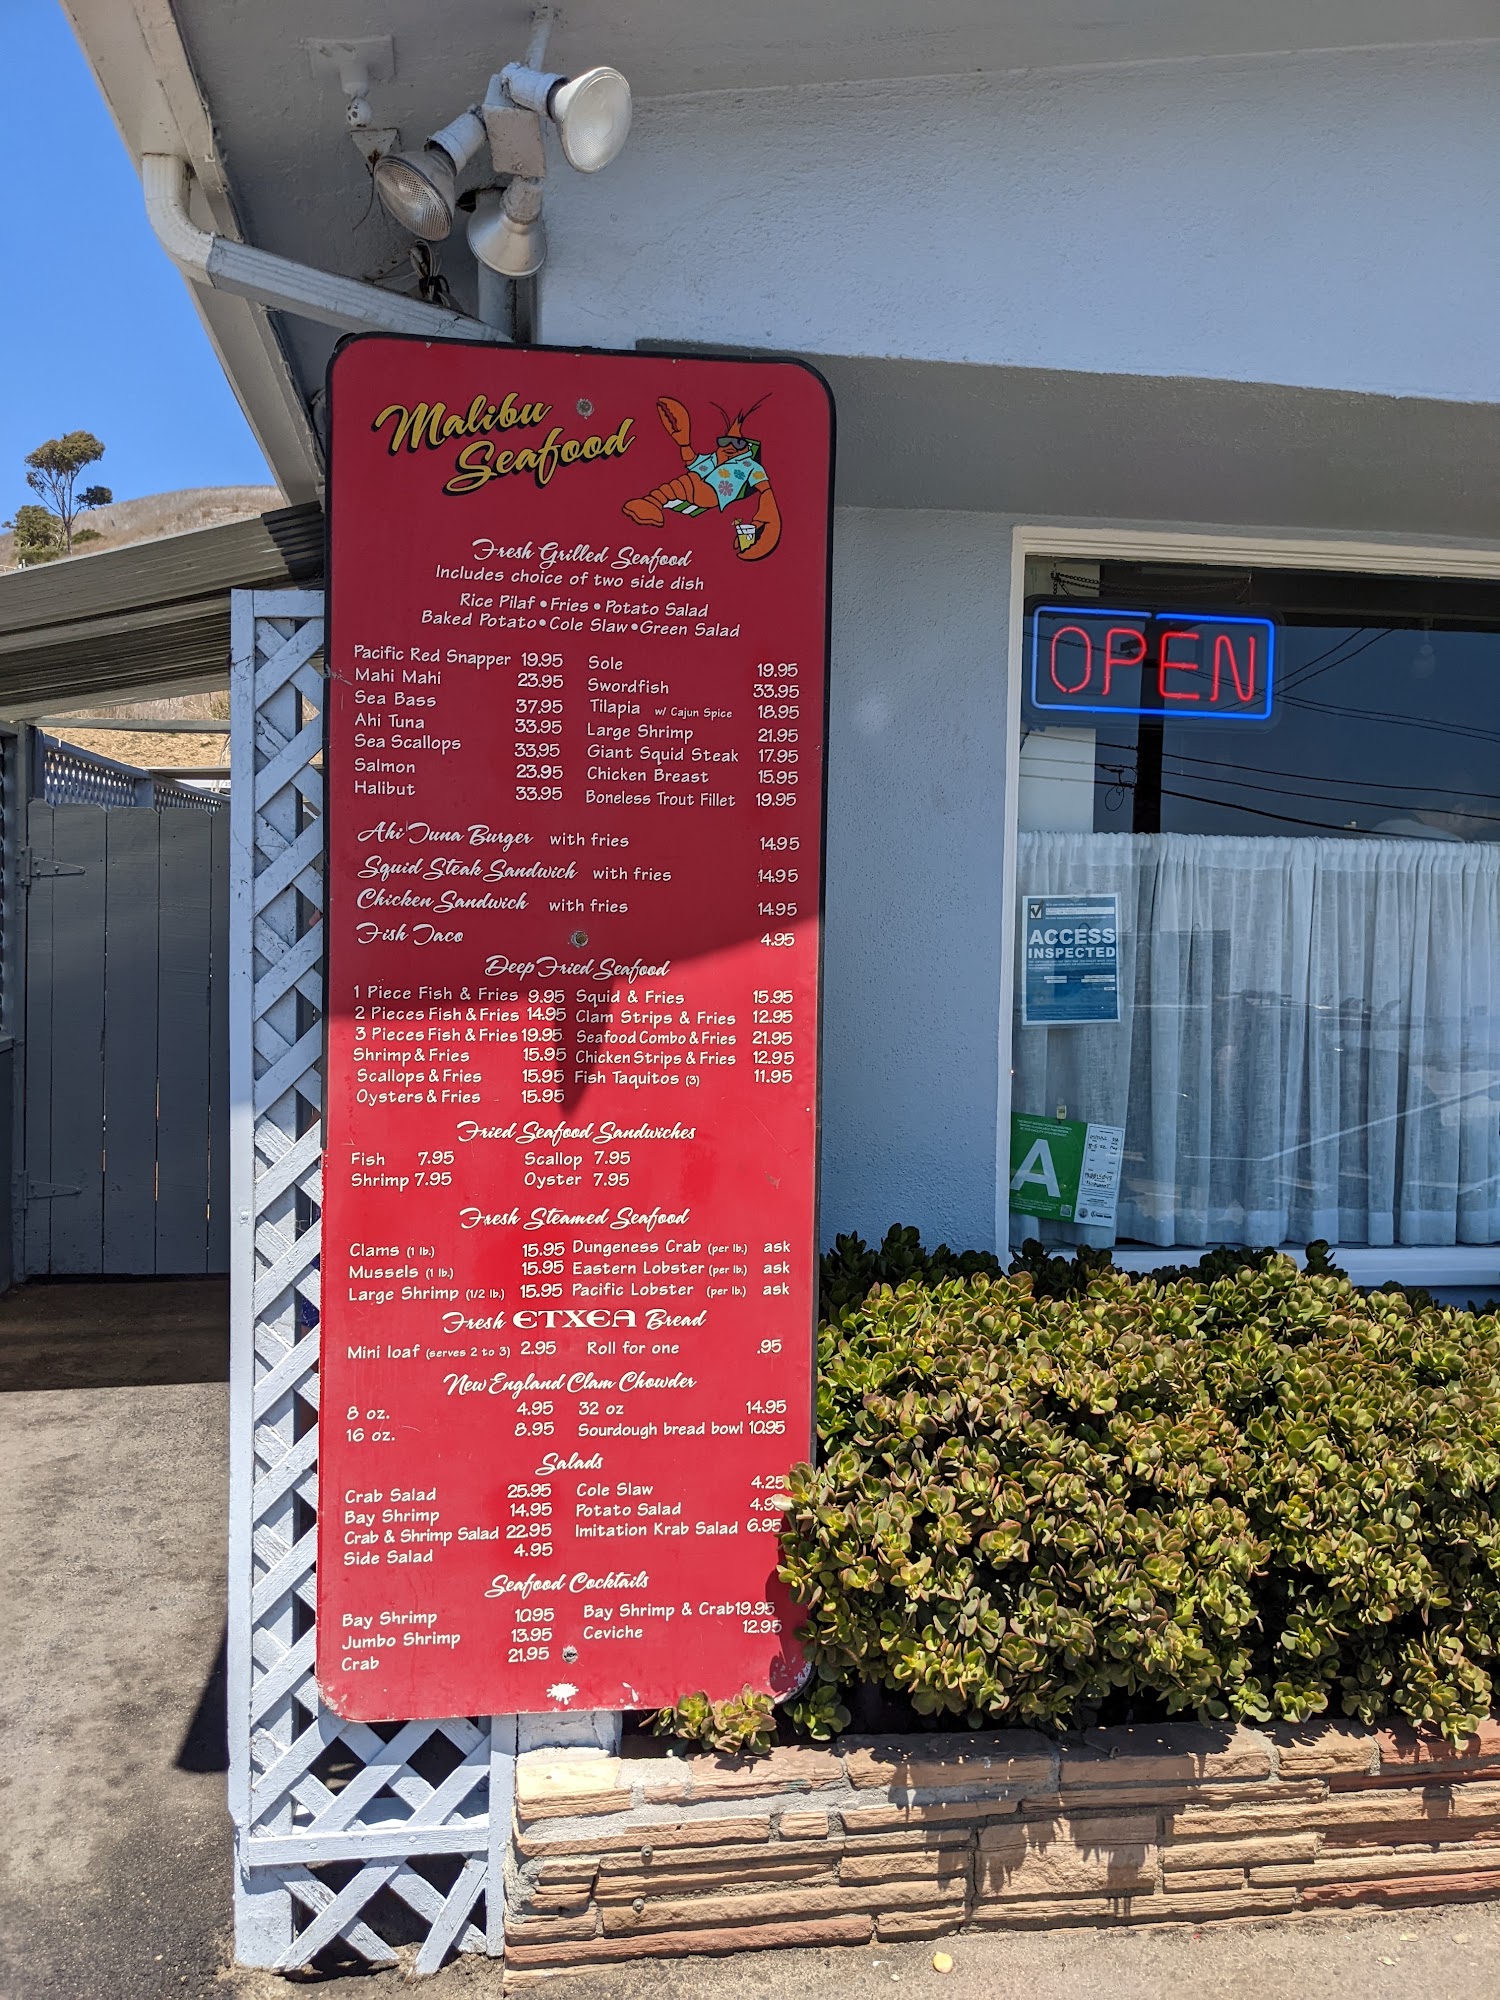 Malibu
Seafood
Fresh Grilled Seafood
Includes choice of two side dish
Rice Pilaf • Fries • Potato Salad
Baked Potato • Cole Slaw • Green Salad
Pacific Red Snapper 19.95
Mahi Mahi 23.95
Sea Bass 37.95
Ahi Tuna 33.95
Sea Scallops 33.95
Salmon 23.95
Halibut 33.95
Sole 19.95
Swordfish 33.95
Tilapia w/ Cajun Spice 18.95
Large Shrimp 21.95
Giant Squid Steak 17.95
Chicken Breast 15.95
Boneless Trout Fillet 19.95
Ahi Tuna Burger with fries 14.95
Squid Steak Sandwich with fries 14.95
Chicken Sandwich with fries 14.95
Fish Taco 4.95
Deep Fried Seafood
1 Piece Fish & Fries 9.95
2 Pieces Fish & Fries 14.95
3 Pieces Fish & Fries 19.95
Shrimp & Fries 15.95
Scallops & Fries 15.95
Oysters & Fries 15.95
Squid & Fries 15.95
Clam Strips & Fries 12.95
Seafood Combo & Fries 21.95
Chicken Strips & Fries 12.95
Fish Taquitos (3) 11.95
Fried Seafood Sandwiches
Fish 7.95
Shrimp 7.95
Scallop 7.95
Oyster 7.95
Fresh Steamed Seafood
Clams (1 lb.) 15.95
Mussels (1 lb.) 15.95
Large Shrimp (1/2 lb.) 15.95
Dungeness Crab (per lb.) ask
Eastern Lobster (per lb.) ask
Pacific Lobster (per lb.) ask
Fresh ETXEA Bread
Mini loaf (serves 2 to 3) 2.95
Roll for one .95
New England Clam Chowder
8 oz. 4.95
16 oz. 8.95
32 oz 14.95
Sourdough bread bowl 10.95
Salads
Crab Salad 25.95
Bay Shrimp 14.95
Crab & Shrimp Salad 22.95
Side Salad 4.95
Cole Slaw 4.25
Potato Salad
Imitation Krab Salad 6.95
Seafood Cocktails
Bay Shrimp 10.95
Jumbo Shrimp 13.95
Crab 21.95
Bay Shrimp & Crab 19.95
Ceviche 12.95
OPEN
ACCESS
INSPECTED
A